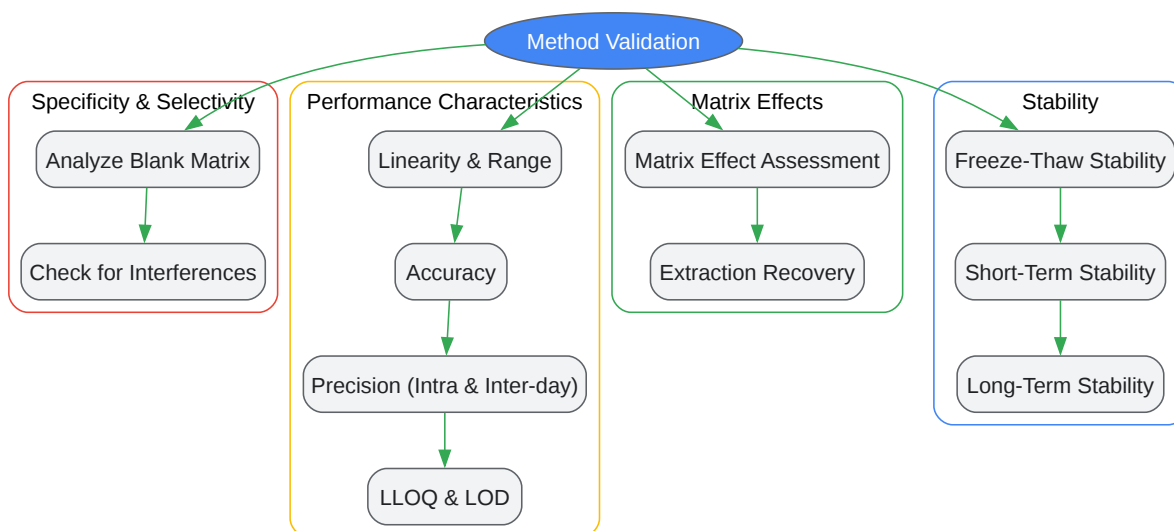 Method Validation
Specificity & Selectivity
Analyze Blank Matrix
Check for Interferences
Performance Characteristics
Linearity & Range
Accuracy
Precision (Intra & Inter-day)
LLOQ & LOD
Matrix Effects
Matrix Effect Assessment
Extraction Recovery
Stability
Freeze-Thaw Stability
Short-Term Stability
Long-Term Stability